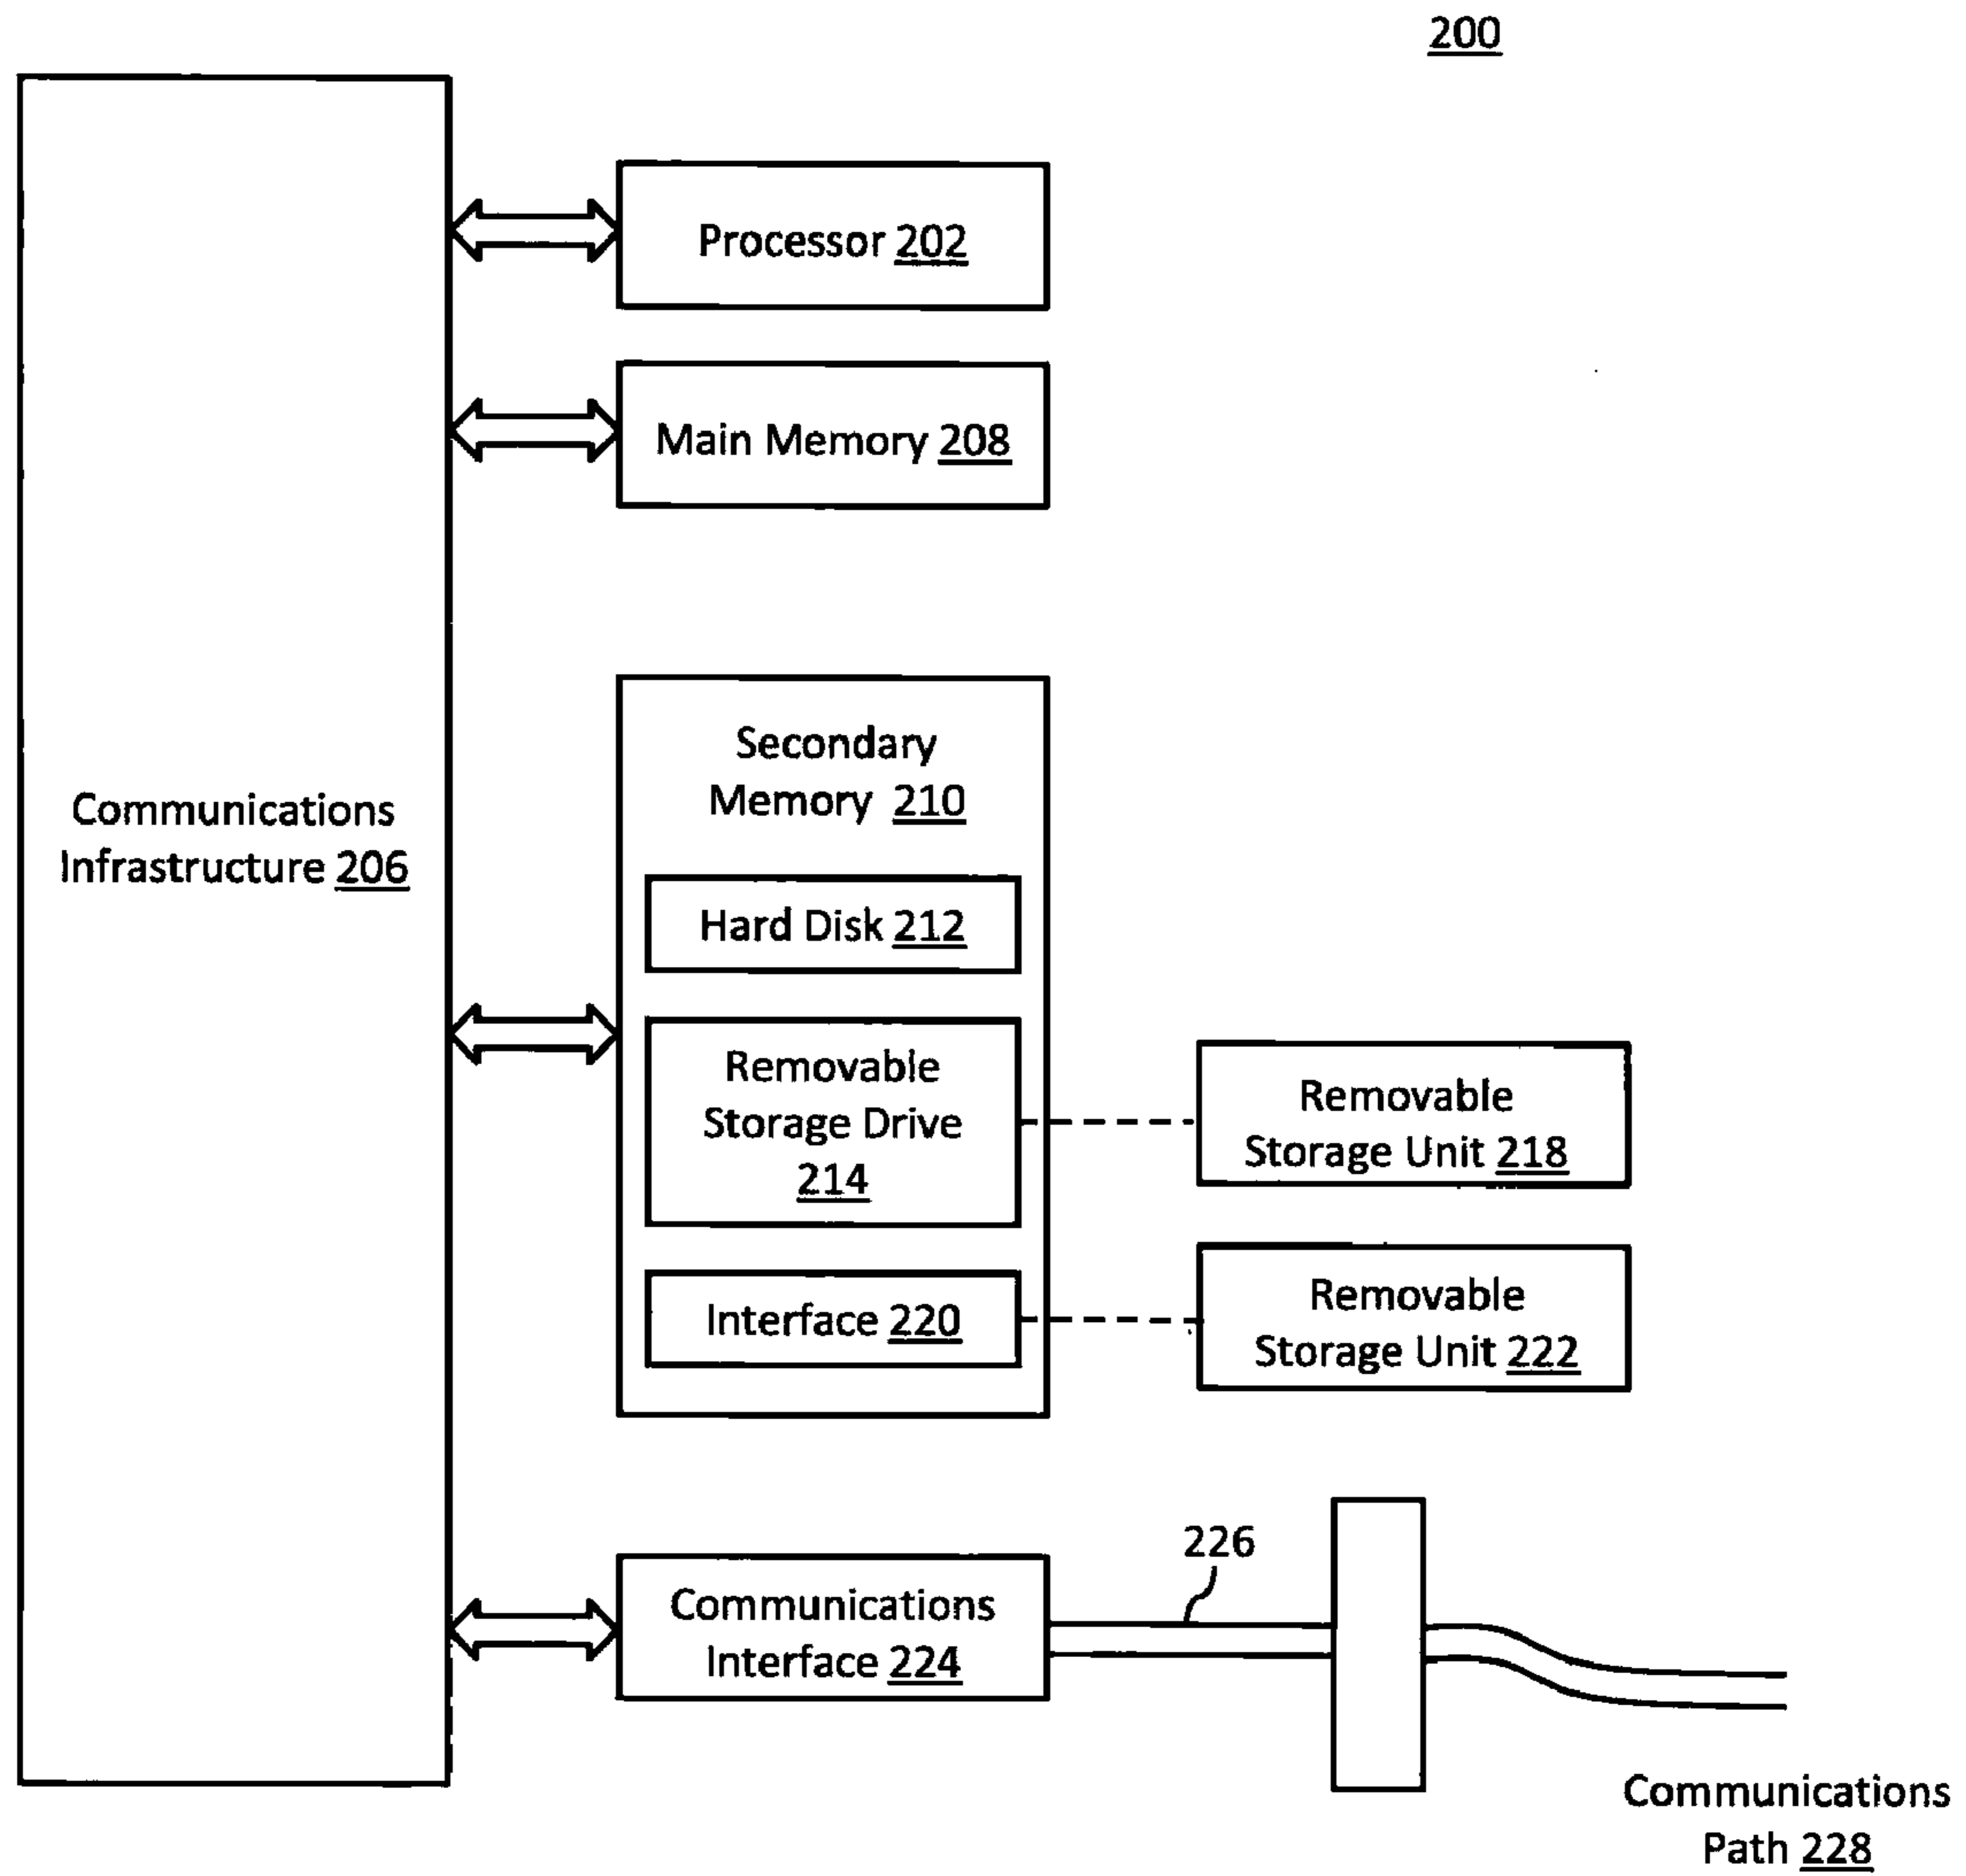 200
Processor 202
Main Memory 208
Communications
Infrastructure 206
Secondary
Memory 210
Hard Disk 212
Removable
Storage Drive
214
Interface 220
Removable
Storage Unit 218
Removable
Storage Unit 222
Communications
Interface 224
226
Communications
Path 228